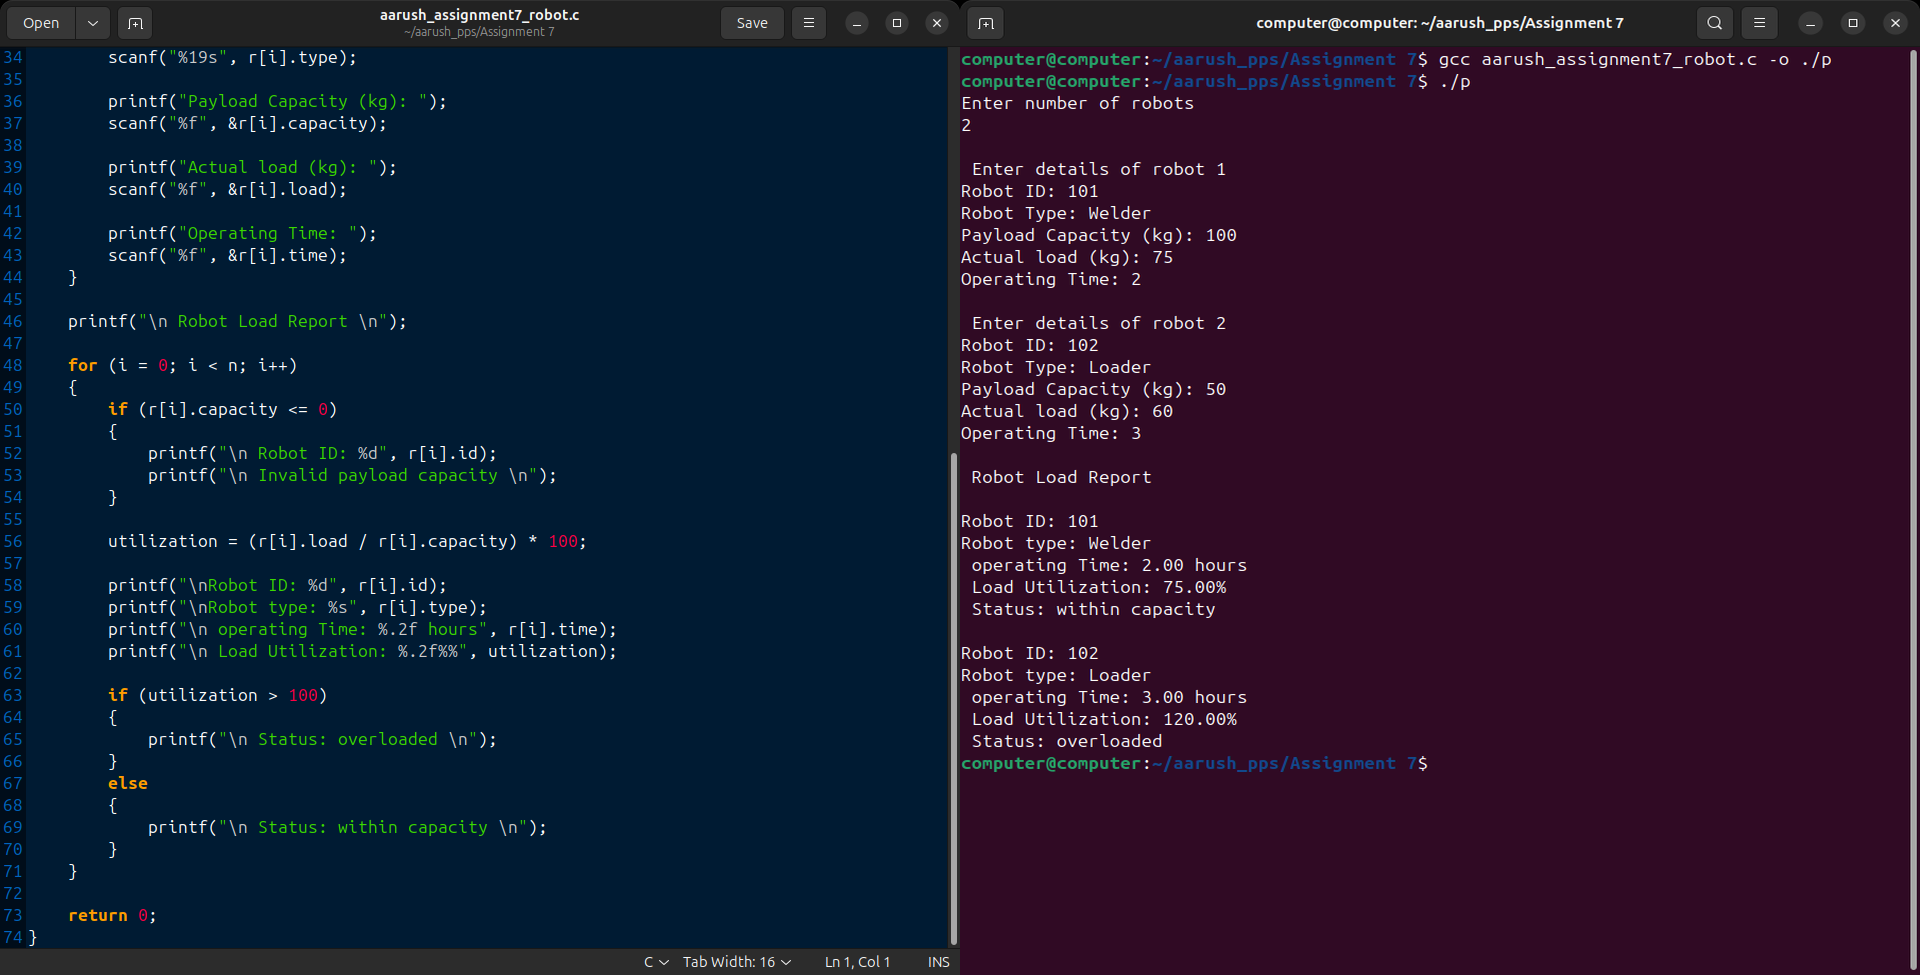 Open
aarush_assignment7_robot.c
~/aarush_pps/Assignment 7
Save
34         scanf("%19s", r[i].type);
35
36         printf("Payload Capacity (kg): ");
37         scanf("%f", &r[i].capacity);
38
39         printf("Actual load (kg): ");
40         scanf("%f", &r[i].load);
41
42         printf("Operating Time: ");
43         scanf("%f", &r[i].time);
44     }
45
46     printf("\n Robot Load Report \n");
47
48     for (i = 0; i < n; i++)
49     {
50         if (r[i].capacity <= 0)
51         {
52             printf("\n Robot ID: %d", r[i].id);
53             printf("\n Invalid payload capacity \n");
54         }
55
56         utilization = (r[i].load / r[i].capacity) * 100;
57
58         printf("\nRobot ID: %d", r[i].id);
59         printf("\nRobot type: %s", r[i].type);
60         printf("\n operating Time: %.2f hours", r[i].time);
61         printf("\n Load Utilization: %.2f%%", utilization);
62
63         if (utilization > 100)
64         {
65             printf("\n Status: overloaded \n");
66         }
67         else
68         {
69             printf("\n Status: within capacity \n");
70         }
71     }
72
73     return 0;
74 }
C Tab Width: 16 Ln 1, Col 1 INS
computer@computer: ~/aarush_pps/Assignment 7
computer@computer:~/aarush_pps/Assignment 7$ gcc aarush_assignment7_robot.c -o ./p
computer@computer:~/aarush_pps/Assignment 7$ ./p
Enter number of robots
2

 Enter details of robot 1
Robot ID: 101
Robot Type: Welder
Payload Capacity (kg): 100
Actual load (kg): 75
Operating Time: 2

 Enter details of robot 2
Robot ID: 102
Robot Type: Loader
Payload Capacity (kg): 50
Actual load (kg): 60
Operating Time: 3

 Robot Load Report

Robot ID: 101
Robot type: Welder
 operating Time: 2.00 hours
 Load Utilization: 75.00%
 Status: within capacity

Robot ID: 102
Robot type: Loader
 operating Time: 3.00 hours
 Load Utilization: 120.00%
 Status: overloaded
computer@computer:~/aarush_pps/Assignment 7$